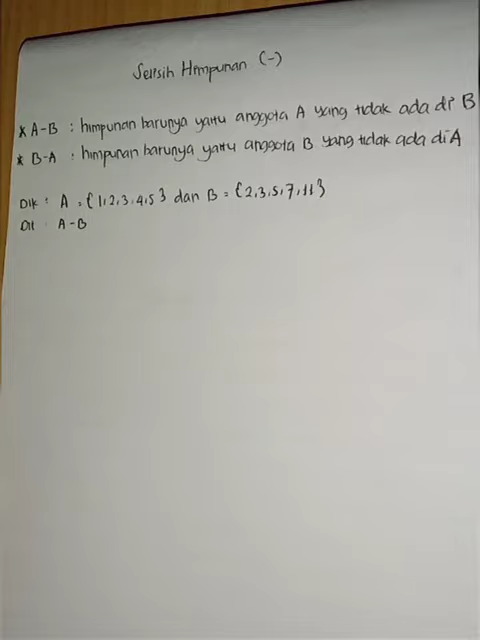 Selisih Himpunan (-)
* A-B : himpunan barunya yaitu anggota A yang tidak ada di B
* B-A : himpunan barunya yaitu anggota B yang tidak ada di A
Dik : A = {1,2,3,4,5} dan B = {2,3,5,7,11}
Dit : A-B